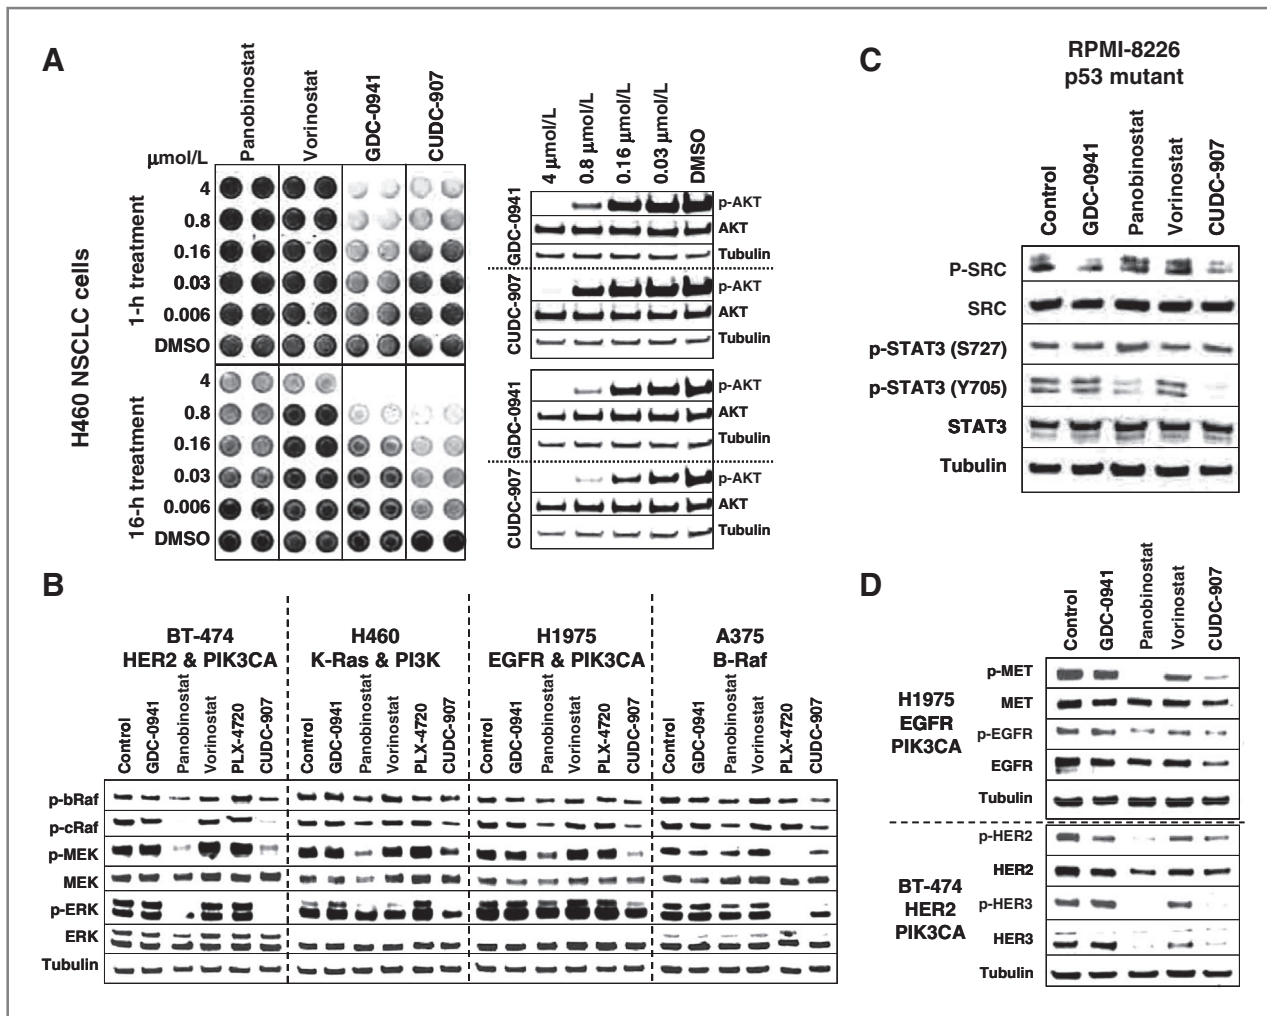 A
Panobinostat
Vorinostat
GDC-0941
CUDC-907
µmol/L
H460 NSCLC cells
1-h treatment
4
0.8
0.16
0.03
0.006
DMSO
16-h treatment
4
0.8
0.16
0.03
0.006
DMSO
4 µmol/L
0.8 µmol/L
0.16 µmol/L
0.03 µmol/L
DMSO
GDC-0941
p-AKT
AKT
Tubulin
CUDC-907
p-AKT
AKT
Tubulin
GDC-0941
p-AKT
AKT
Tubulin
CUDC-907
p-AKT
AKT
Tubulin
C
RPMI-8226
p53 mutant
Control
GDC-0941
Panobinostat
Vorinostat
CUDC-907
P-SRC
SRC
p-STAT3 (S727)
p-STAT3 (Y705)
STAT3
Tubulin
B
BT-474
HER2 & PIK3CA
H460
K-Ras & PI3K
H1975
EGFR & PIK3CA
A375
B-Raf
Control
GDC-0941
Panobinostat
Vorinostat
PLX-4720
CUDC-907
Control
GDC-0941
Panobinostat
Vorinostat
PLX-4720
CUDC-907
Control
GDC-0941
Panobinostat
Vorinostat
PLX-4720
CUDC-907
Control
GDC-0941
Panobinostat
Vorinostat
PLX-4720
CUDC-907
p-bRaf
p-cRaf
p-MEK
MEK
p-ERK
ERK
Tubulin
D
Control
GDC-0941
Panobinostat
Vorinostat
CUDC-907
H1975
EGFR
PIK3CA
p-MET
MET
p-EGFR
EGFR
Tubulin
BT-474
HER2
PIK3CA
p-HER2
HER2
p-HER3
HER3
Tubulin